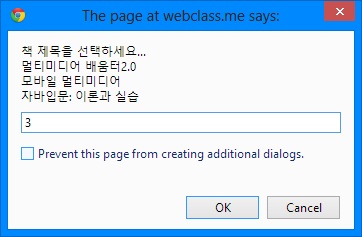 The page at webclass.me says:
책 제목을 선택하세요...
멀티미디어 배움터2.0
모바일 멀티미디어
자바입문: 이론과 실습
3
Prevent this page from creating additional dialogs.
OK
Cancel